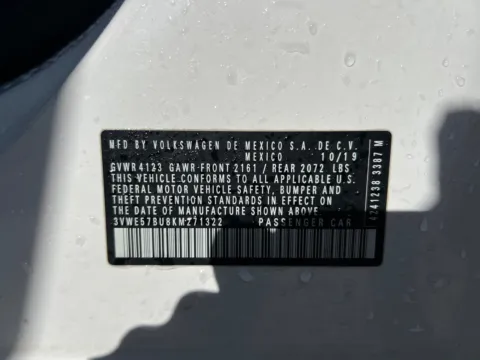 MFD BY VOLKSWAGEN DE MEXICO S.A. DE C.V.
MEXICO 10/19
GVWR 4123 GAWR-FRONT 2161/ REAR 2072 LBS
THIS VEHICLE CONFORMS TO ALL APPLICABLE U.S.
FEDERAL MOTOR VEHICLE SAFETY, BUMPER AND
THEFT PREVENTION STANDARDS IN EFFECT ON THE
DATE OF MANUFACTURE SHOWN ABOVE.
3VWE57BU8KM271322 PASSENGER CAR
4241238 3387 M